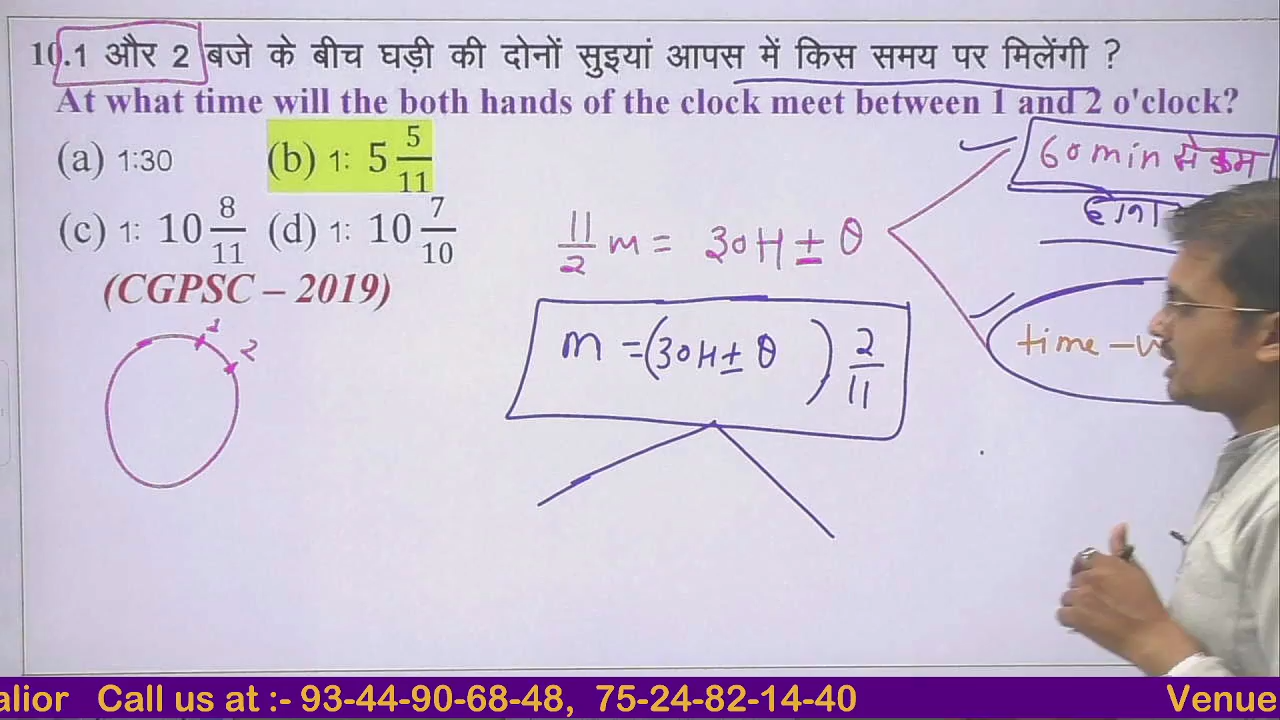 10. 1 और 2 बजे के बीच घड़ी की दोनों सुइयां आपस में किस समय पर मिलेंगी ?
At what time will the both hands of the clock meet between 1 and 2 o'clock?
(a) 1:30 (b) 1: 5 5/11
(c) 1: 10 8/11 (d) 1: 10 7/10
(CGPSC – 2019)
60 min से कम
होगा
11/2 m = 30H ± θ
m = (30H ± θ ) 2/11
time –
1
2
alior Call us at :- 93-44-90-68-48, 75-24-82-14-40 Venue